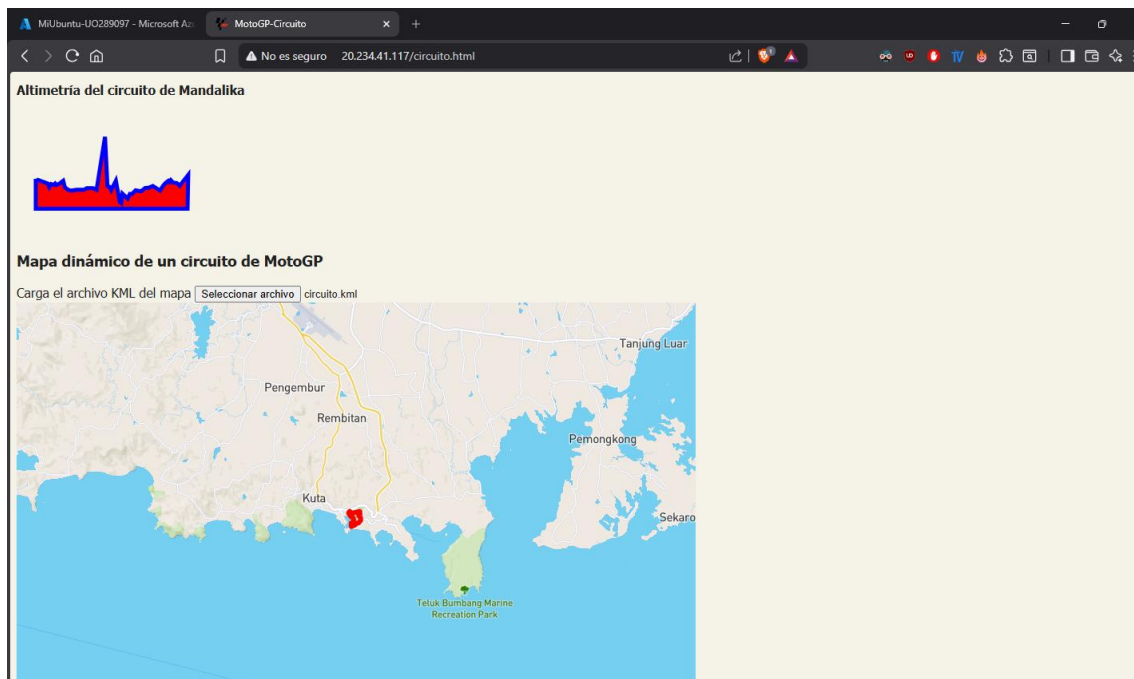 MiUbuntu-UO289097 - Microsoft Az
MotoGP-Circuito
No es seguro 20.234.41.117/circuito.html
Altimetría del circuito de Mandalika
Mapa dinámico de un circuito de MotoGP
Carga el archivo KML del mapa Seleccionar archivo circuito.kml
Tanjung Luar
Pengembur
Rembitan
Pemongkong
Kuta
Sekaro
Teluk Bumbang Marine
Recreation Park